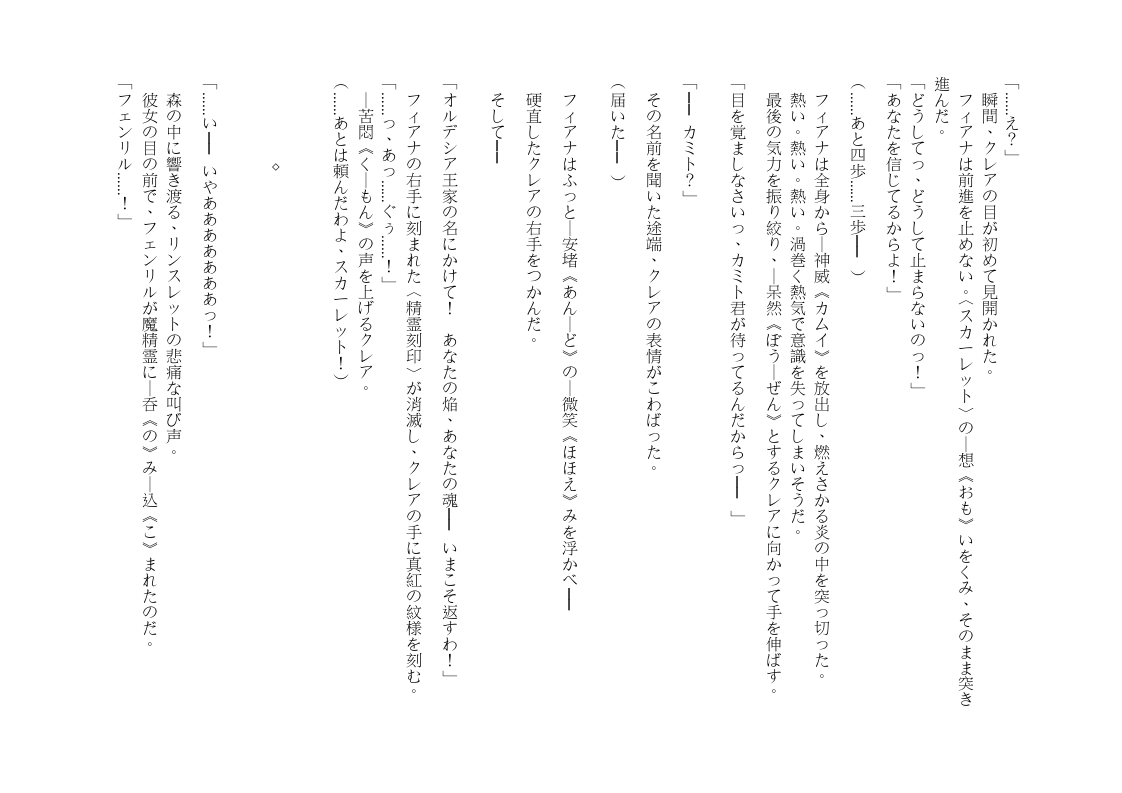 「……え？」
瞬間、クレアの目が初めて見開かれた。
フィアナは前進を止めない。〈スカーレット〉の―想《おも》いをくみ、そのまま突き
進んだ。
「どうしてっ、どうして止まらないのっ！」
「あなたを信じてるからよ！」
（……あと四歩……三歩━━　）
フィアナは全身から―神威《カムイ》を放出し、燃えさかる炎の中を突っ切った。
熱い。熱い。熱い。渦巻く熱気で意識を失ってしまいそうだ。
最後の気力を振り絞り、―呆然《ぼう―ぜん》とするクレアに向かって手を伸ばす。
「目を覚ましなさいっ、カミト君が待ってるんだからっ━━　」
「━━　カミト？」
その名前を聞いた途端、クレアの表情がこわばった。
（届いた━━　）
フィアナはふっと―安堵《あん―ど》の―微笑《ほほえ》みを浮かべ━━
硬直したクレアの右手をつかんだ。
そして━━
「オルデシア王家の名にかけて！　あなたの焔、あなたの魂━━　いまこそ返すわ！」
フィアナの右手に刻まれた〈精霊刻印〉が消滅し、クレアの手に真紅の紋様を刻む。
「……っ、あっ……ぐぅ……！」
―苦悶《く―もん》の声を上げるクレア。
（……あとは頼んだわよ、スカーレット！）
◇
「……い━━　いやああああああああっ！」
森の中に響き渡る、リンスレットの悲痛な叫び声。
彼女の目の前で、フェンリルが魔精霊に―呑《の》み―込《こ》まれたのだ。
「フェンリル……！」